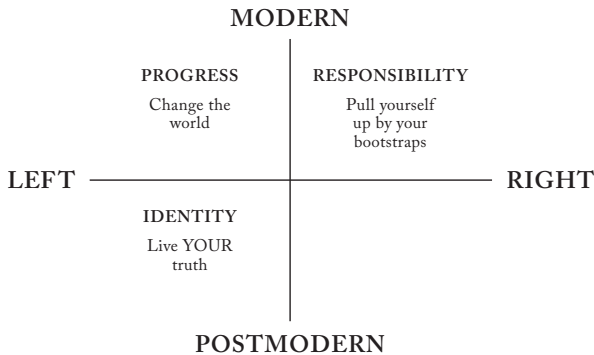 MODERN
PROGRESS
Change the
world
RESPONSIBILITY
Pull yourself
up by your
bootstraps
LEFT
RIGHT
IDENTITY
Live YOUR
truth
POSTMODERN